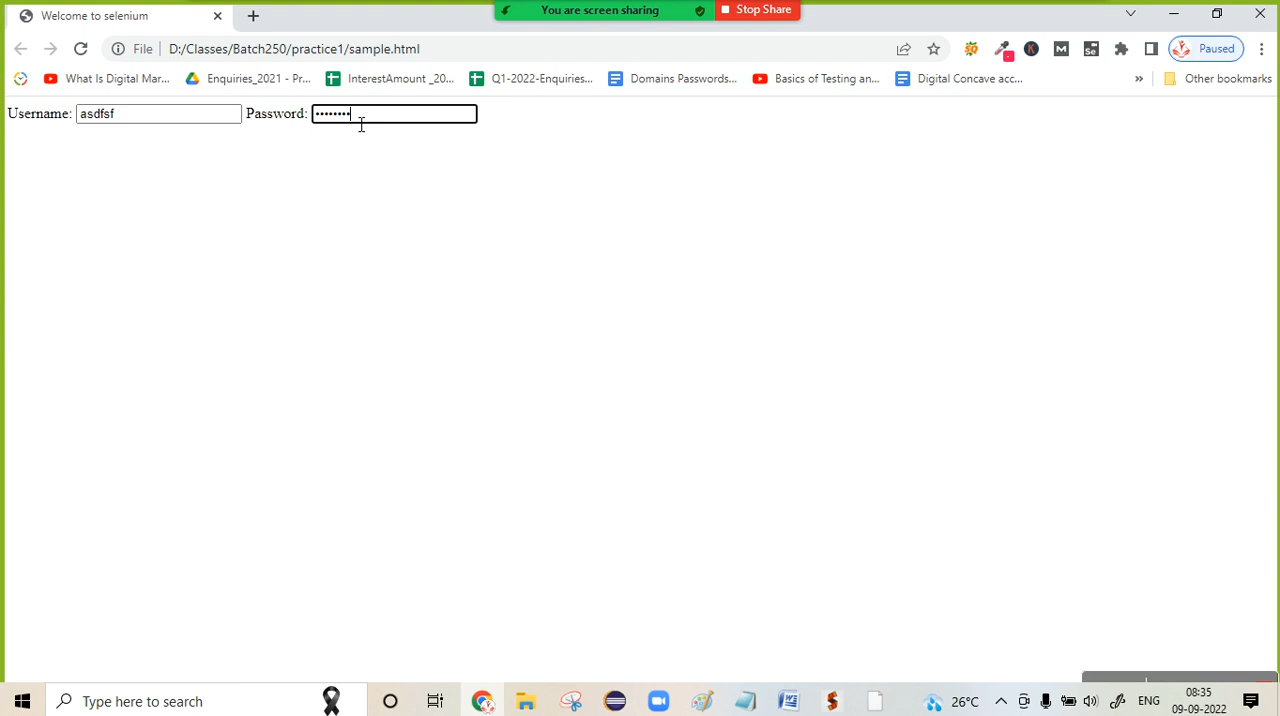 You are screen sharing
Stop Share
Welcome to selenium
File
D:/Classes/Batch250/practice1/sample.html
Paused
What Is Digital Mar...
Enquiries_2021 - Pr...
InterestAmount _20...
Q1-2022-Enquiries...
Domains Passwords...
Basics of Testing an...
Digital Concave acc...
»
Other bookmarks
Username: asdfsf Password: ••••••••
Type here to search
26°C
ENG
08:35
09-09-2022